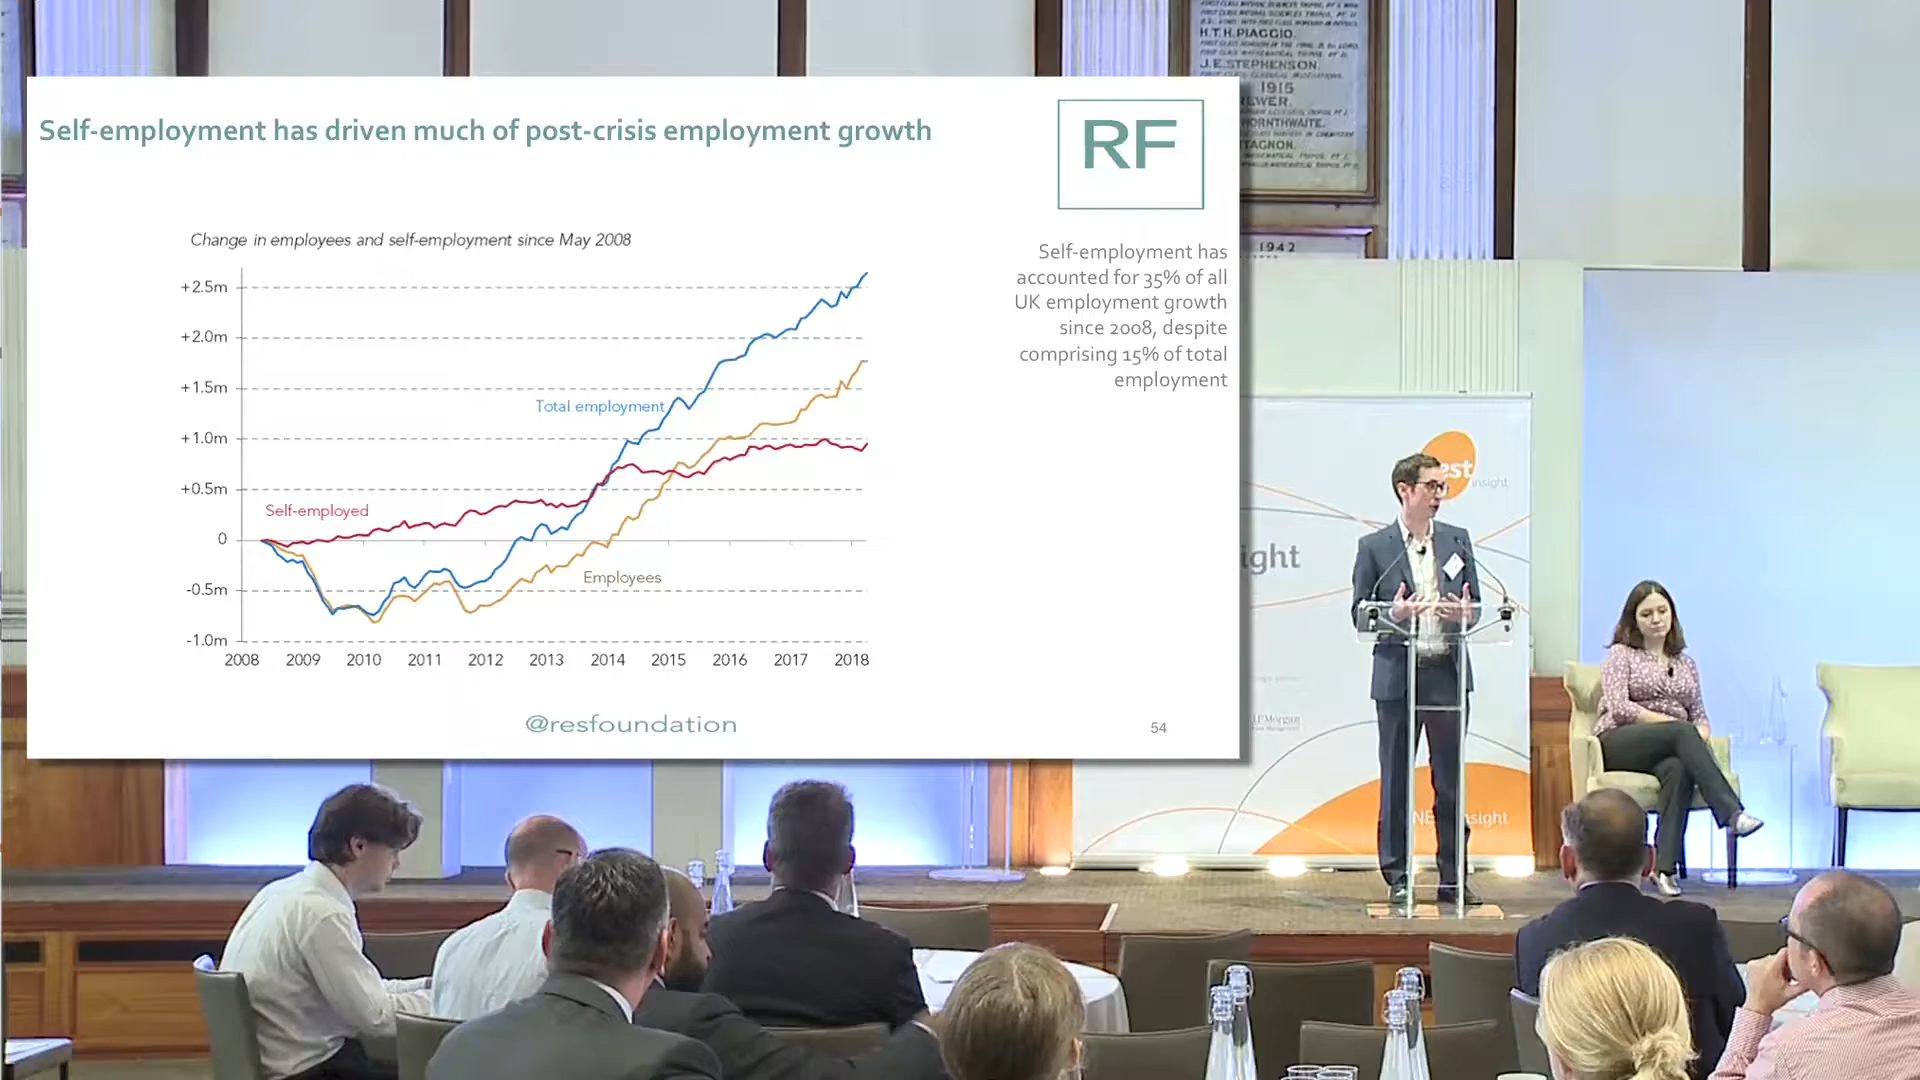 H.T.H.PIAGGIO.
J.E.STEPHENSON.
1915
1942
Self-employment has driven much of post-crisis employment growth
RF
Change in employees and self-employment since May 2008
+2.5m
+2.0m
+1.5m
+1.0m
+0.5m
0
-0.5m
-1.0m
Total employment
Self-employed
Employees
2008 2009 2010 2011 2012 2013 2014 2015 2016 2017 2018
Self-employment has
accounted for 35% of all
UK employment growth
since 2008, despite
comprising 15% of total
employment
@resfoundation
54
est
insight
ight
J.P.Morgan
NE nsight